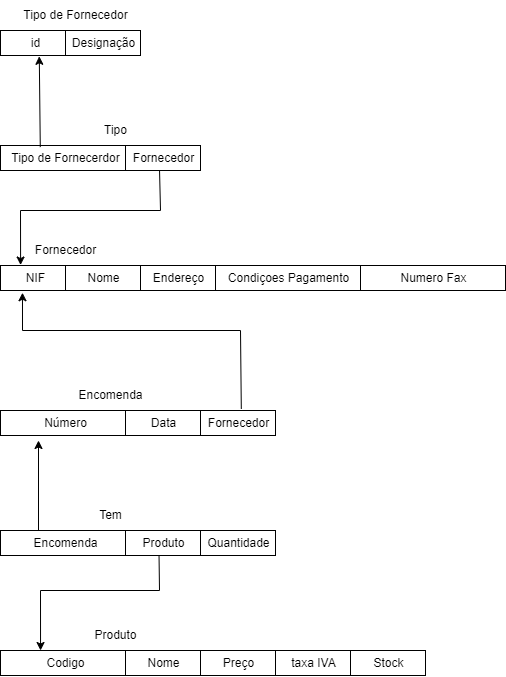 Tipo de Fornecedor
id Designação
Tipo
Tipo de Fornecerdor Fornecedor
Fornecedor
NIF Nome Endereço Condiçoes Pagamento Numero Fax
Encomenda
Número Data Fornecedor
Tem
Encomenda Produto Quantidade
Produto
Codigo Nome Preço taxa IVA Stock